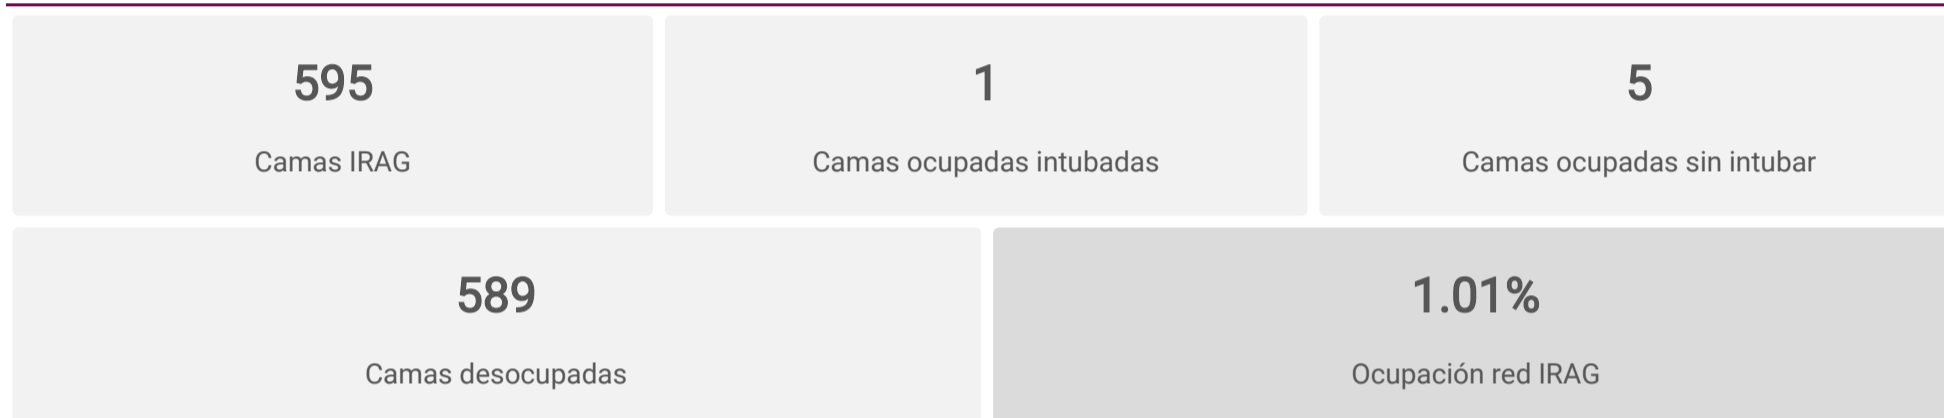 595
Camas IRAG
1
Camas ocupadas intubadas
5
Camas ocupadas sin intubar
589
Camas desocupadas
1.01%
Ocupación red IRAG